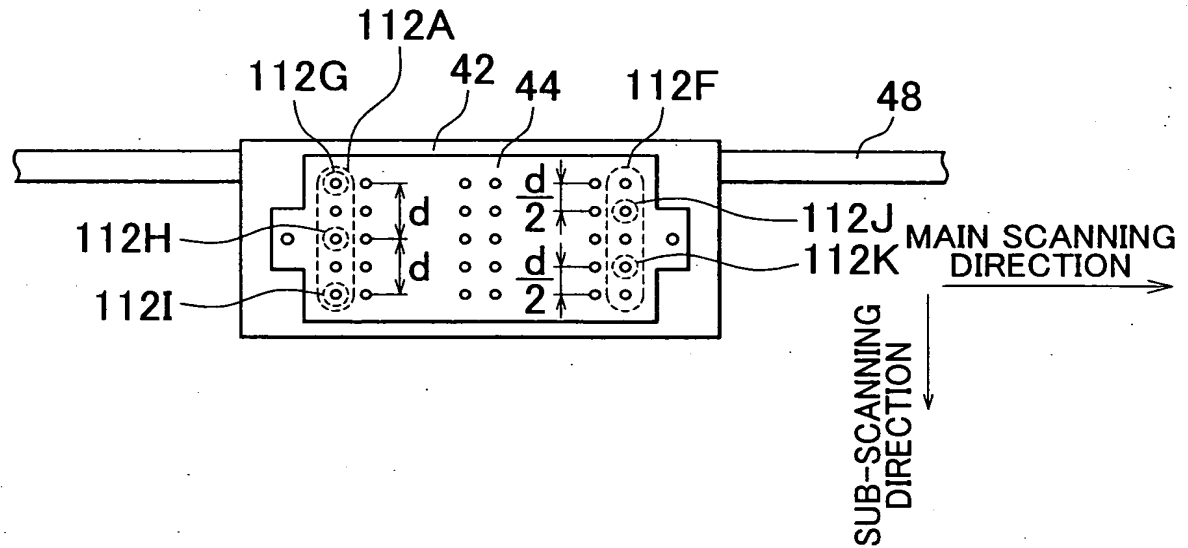 112A
112G
42
44
112F
48
d
2
d
112J
112H
112K
MAIN SCANNING
DIRECTION
d
d
2
112I
SUB-SCANNING
DIRECTION